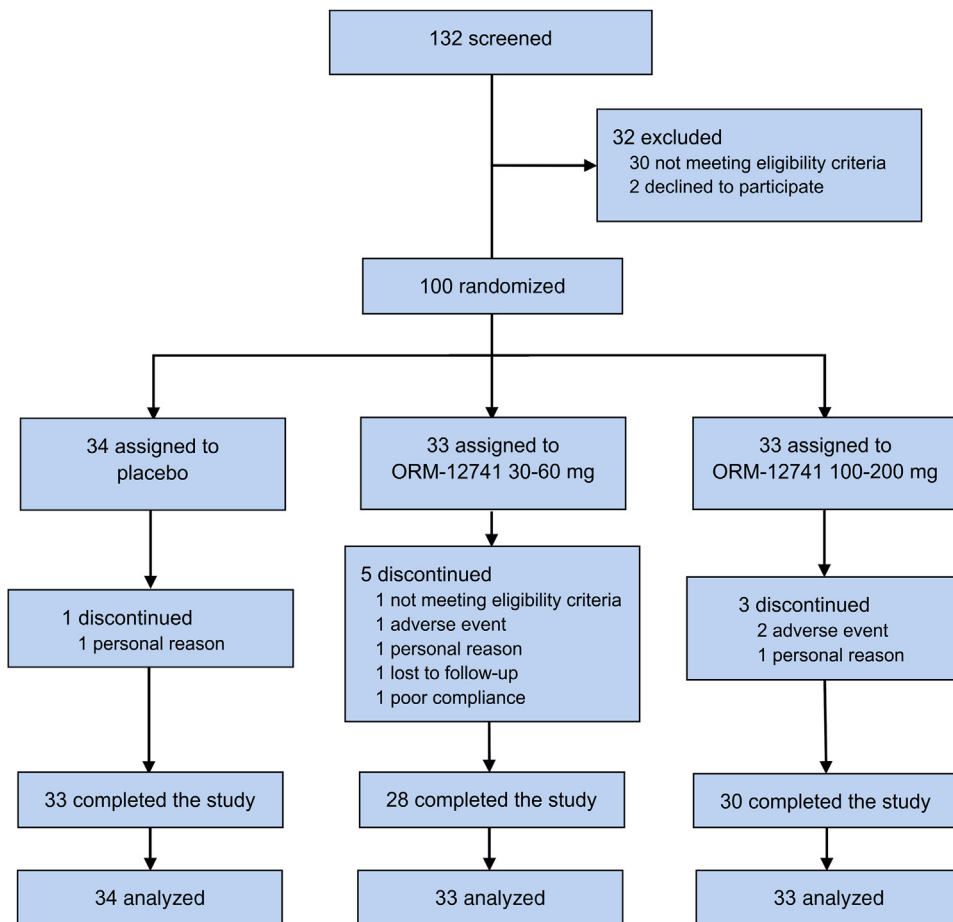 132 screened
32 excluded
30 not meeting eligibility criteria
2 declined to participate
100 randomized
34 assigned to
placebo
33 assigned to
ORM-12741 30-60 mg
33 assigned to
ORM-12741 100-200 mg
1 discontinued
1 personal reason
5 discontinued
1 not meeting eligibility criteria
1 adverse event
1 personal reason
1 lost to follow-up
1 poor compliance
3 discontinued
2 adverse event
1 personal reason
33 completed the study
28 completed the study
30 completed the study
34 analyzed
33 analyzed
33 analyzed